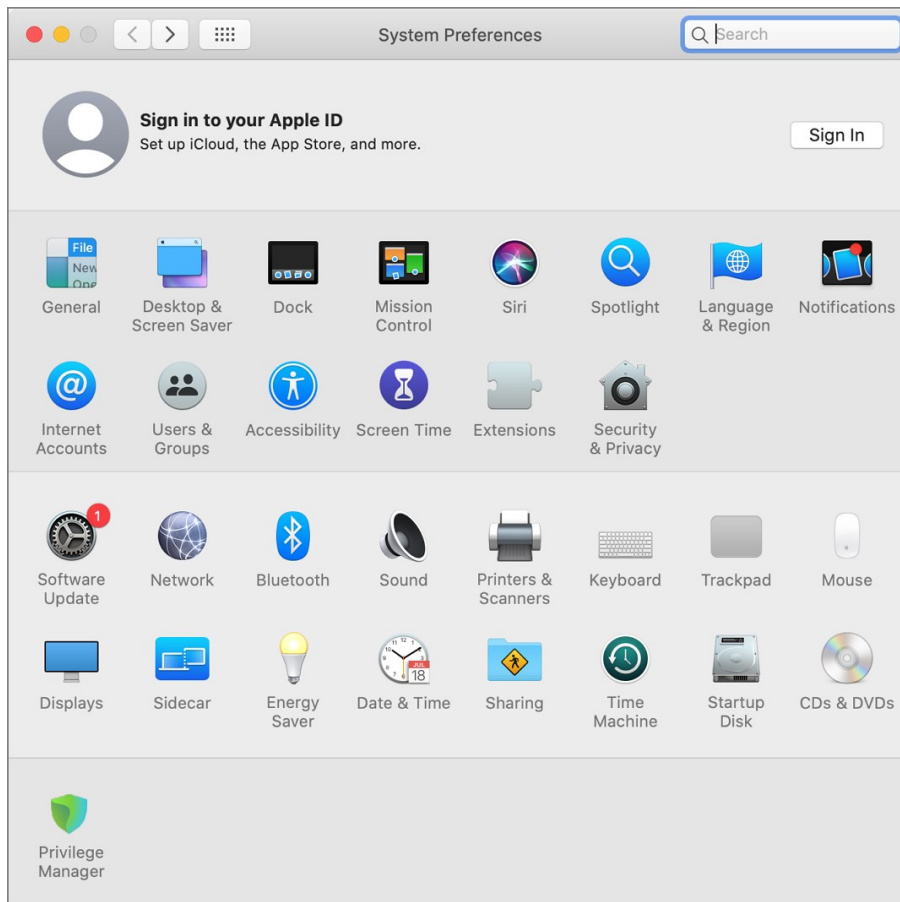 System Preferences
Search
Sign in to your Apple ID
Set up iCloud, the App Store, and more.
Sign In
File
New
Ope
General
Desktop &
Screen Saver
Dock
Mission
Control
Siri
Spotlight
Language
& Region
Notifications
@
Internet
Accounts
Users &
Groups
Accessibility
Screen Time
Extensions
Security
& Privacy
1
Software
Update
Network
Bluetooth
Sound
Printers &
Scanners
Keyboard
Trackpad
Mouse
JUL
18
Displays
Sidecar
Energy
Saver
Date & Time
Sharing
Time
Machine
Startup
Disk
CDs & DVDs
Privilege
Manager